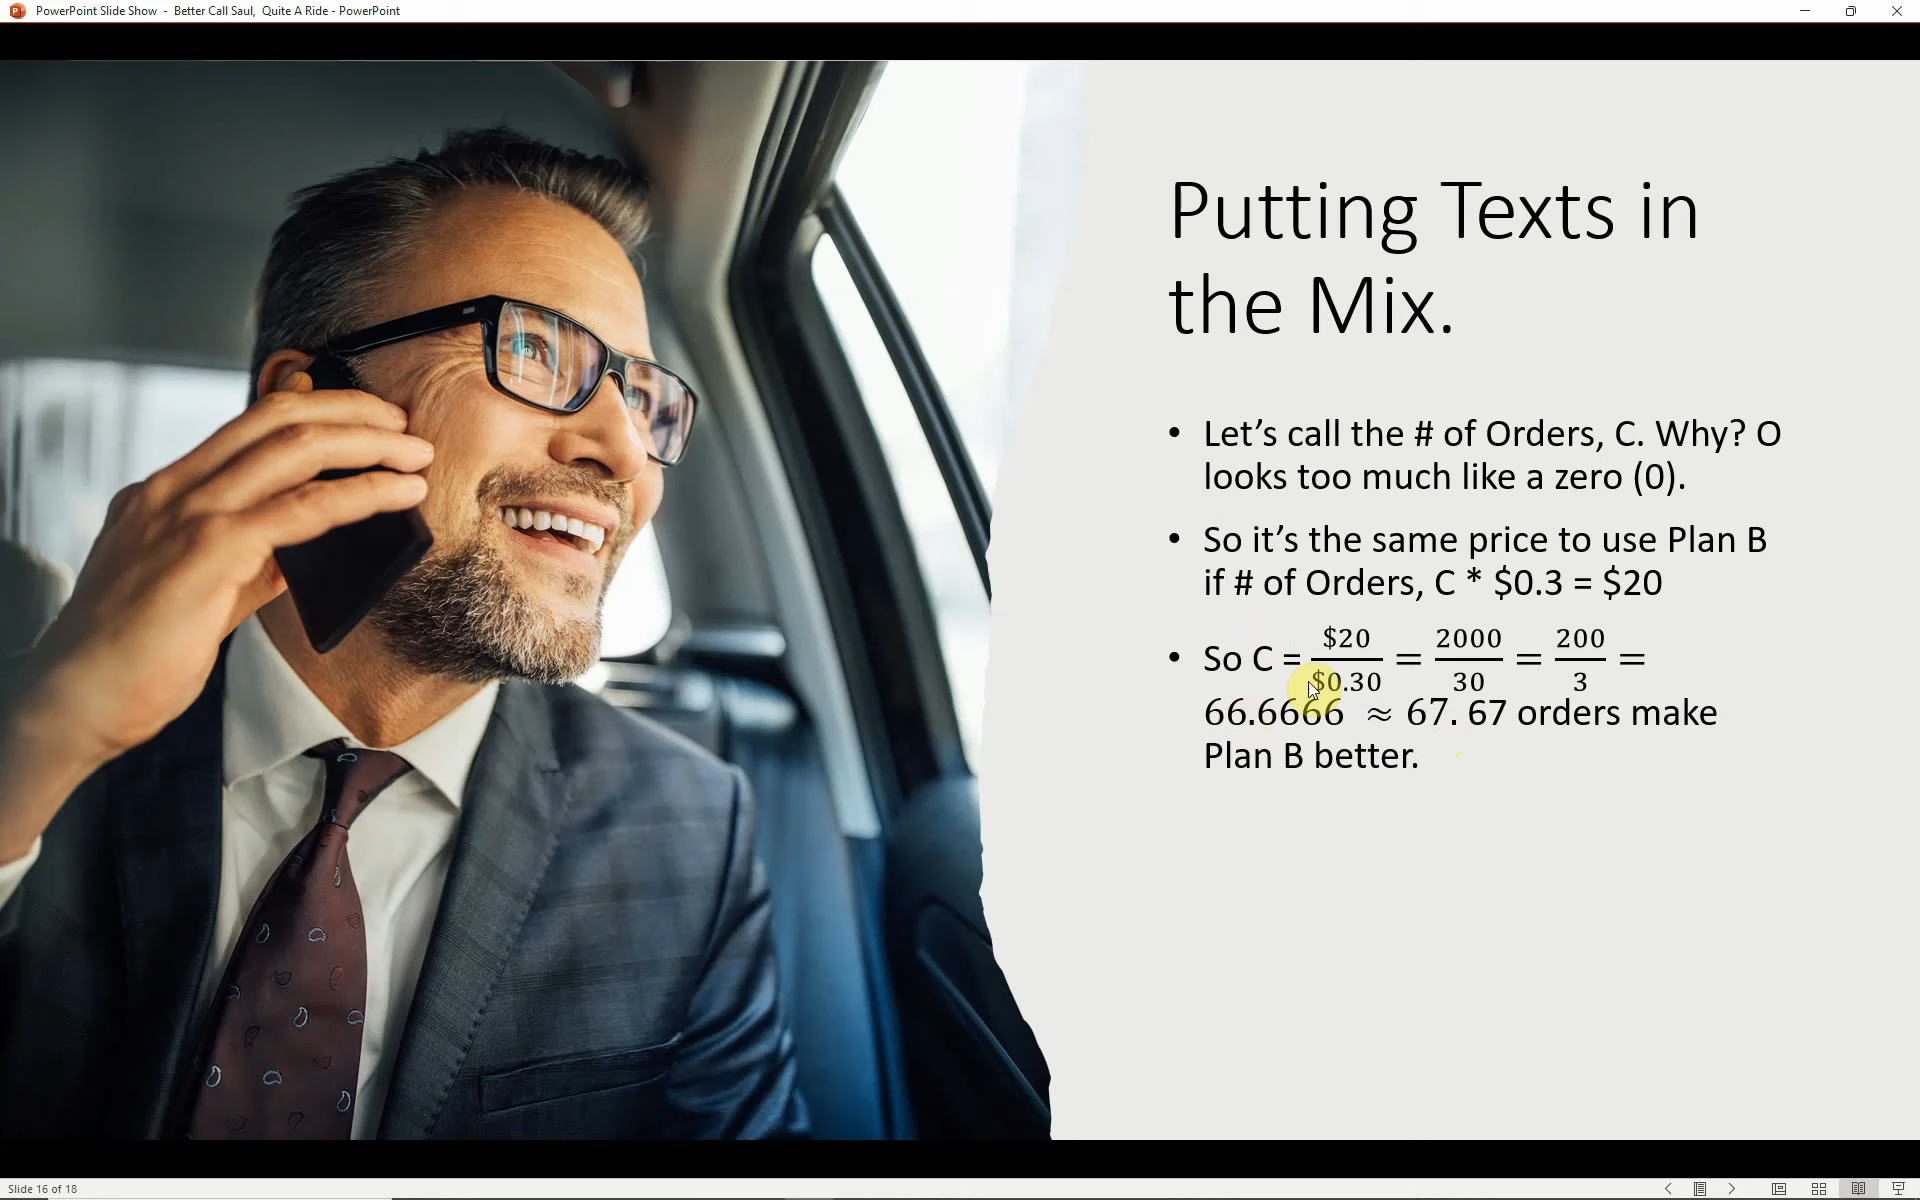 PowerPoint Slide Show - Better Call Saul, Quite A Ride - PowerPoint
Putting Texts in
the Mix.
• Let’s call the # of Orders, C. Why? O
looks too much like a zero (0).
• So it’s the same price to use Plan B
if # of Orders, C * $0.3 = $20
• So C = $20/$0.30 = 2000/30 = 200/3 =
66.6666 ≈ 67. 67 orders make
Plan B better.
Slide 16 of 18